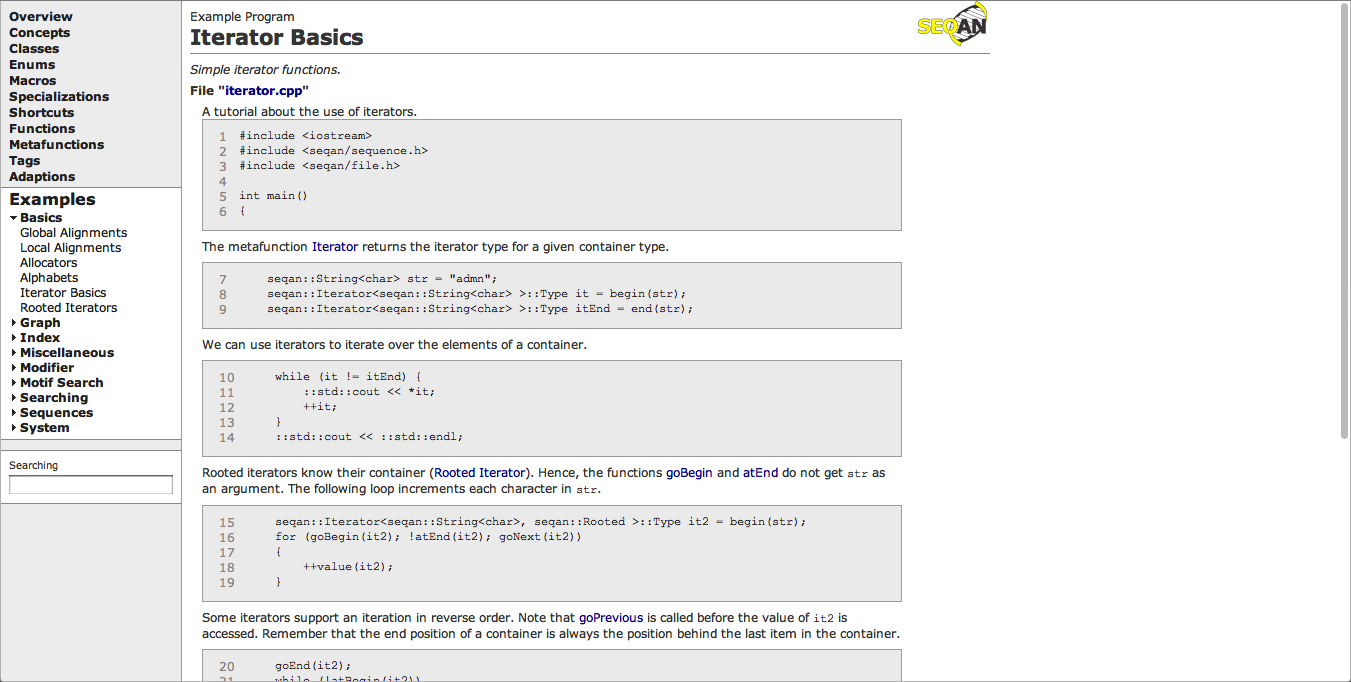 Overview
Concepts
Classes
Enums
Macros
Specializations
Shortcuts
Functions
Metafunctions
Tags
Adaptions
Examples
Basics
Global Alignments
Local Alignments
Allocators
Alphabets
Iterator Basics
Rooted Iterators
Graph
Index
Miscellaneous
Modifier
Motif Search
Searching
Sequences
System
Searching
Example Program
Iterator Basics
SEQAN
Simple iterator functions.
File "iterator.cpp"
A tutorial about the use of iterators.
1 #include <iostream>
2 #include <seqan/sequence.h>
3 #include <seqan/file.h>
4
5 int main()
6 {
The metafunction Iterator returns the iterator type for a given container type.
7 seqan::String<char> str = "admn";
8 seqan::Iterator<seqan::String<char> >::Type it = begin(str);
9 seqan::Iterator<seqan::String<char> >::Type itEnd = end(str);
We can use iterators to iterate over the elements of a container.
10 while (it != itEnd) {
11 ::std::cout << *it;
12 ++it;
13 }
14 ::std::cout << ::std::endl;
Rooted iterators know their container (Rooted Iterator). Hence, the functions goBegin and atEnd do not get str as
an argument. The following loop increments each character in str.
15 seqan::Iterator<seqan::String<char>, seqan::Rooted >::Type it2 = begin(str);
16 for (goBegin(it2); !atEnd(it2); goNext(it2))
17 {
18 ++value(it2);
19 }
Some iterators support an iteration in reverse order. Note that goPrevious is called before the value of it2 is
accessed. Remember that the end position of a container is always the position behind the last item in the container.
20 goEnd(it2);
21 while (!atBegin(it2))